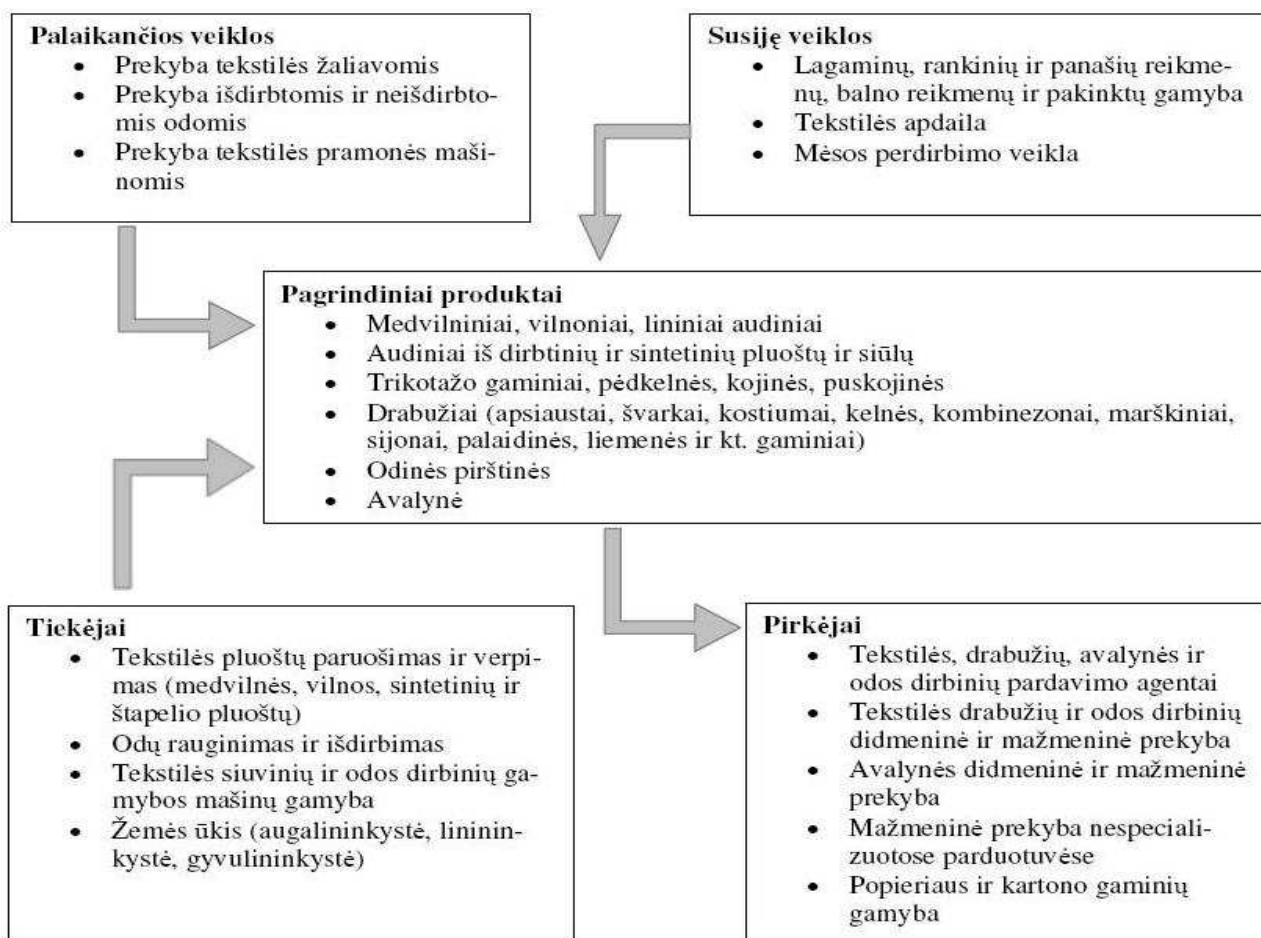 Palaikančios veiklos
• Prekyba tekstilės žaliavomis
• Prekyba išdirbtomis ir neišdirbto-
mis odomis
• Prekyba tekstilės pramonės maši-
nomis
Susiję veiklos
• Lagaminų, rankinių ir panašių reikme-
nų, balno reikmenų ir pakinktų gamyba
• Tekstilės apdaila
• Mėsos perdirbimo veikla
Pagrindiniai produktai
• Medvilniniai, vilnoniai, lininiai audiniai
• Audiniai iš dirbtinių ir sintetinių pluoštų ir siūlų
• Trikotažo gaminiai, pėdkelnės, kojinės, puskojinės
• Drabužiai (apsiaustai, švarkai, kostiumai, kelnės, kombinezonai, marškiniai,
sijonai, palaidinės, liemenės ir kt. gaminiai)
• Odinės pirštinės
• Avalynė
Tiekėjai
• Tekstilės pluoštų paruošimas ir verpi-
mas (medvilnės, vilnos, sintetinių ir
štapelio pluoštų)
• Odų rauginimas ir išdirbimas
• Tekstilės siuvinių ir odos dirbinių ga-
mybos mašinų gamyba
• Žemės ūkis (augalininkystė, lininin-
kystė, gyvulininkystė)
Pirkėjai
• Tekstilės, drabužių, avalynės ir
odos dirbinių pardavimo agentai
• Tekstilės drabužių ir odos dirbinių
didmeninė ir mažmeninė prekyba
• Avalynės didmeninė ir mažmeninė
prekyba
• Mažmeninė prekyba nespeciali-
zuotose parduotuvėse
• Popieriaus ir kartono gaminių
gamyba